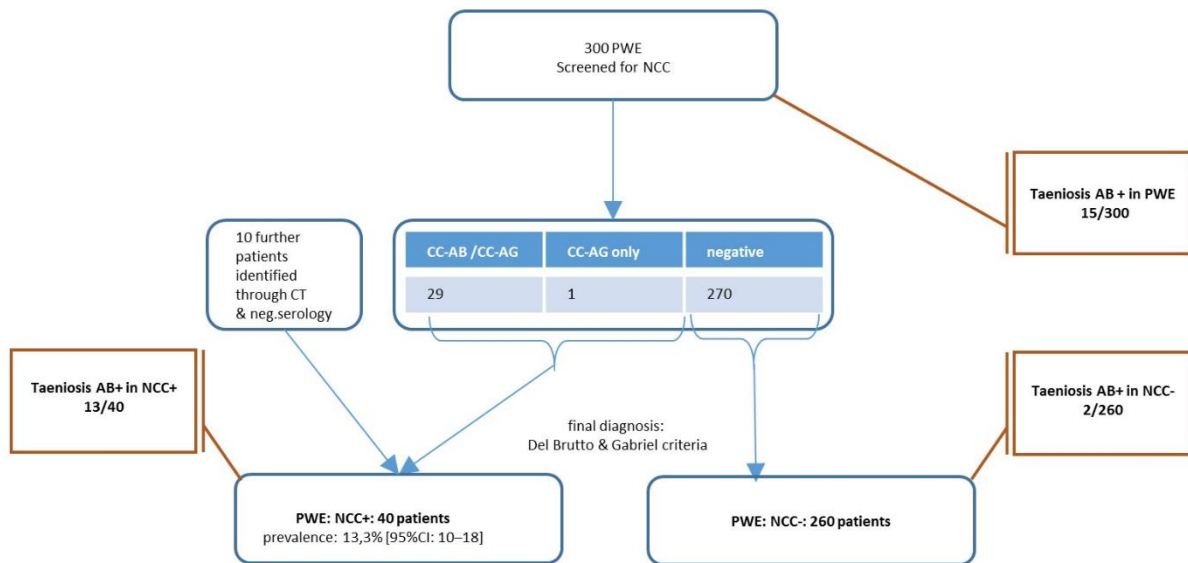 300 PWE
Screened for NCC
Taeniosis AB + in PWE
15/300
10 further
patients
identified
through CT
& neg.serology
CC-AB /CC-AG CC-AG only negative
29 1 270
Taeniosis AB+ in NCC+
13/40
Taeniosis AB+ in NCC-
2/260
final diagnosis:
Del Brutto & Gabriel criteria
PWE: NCC+: 40 patients
prevalence: 13,3% [95%CI: 10–18]
PWE: NCC-: 260 patients